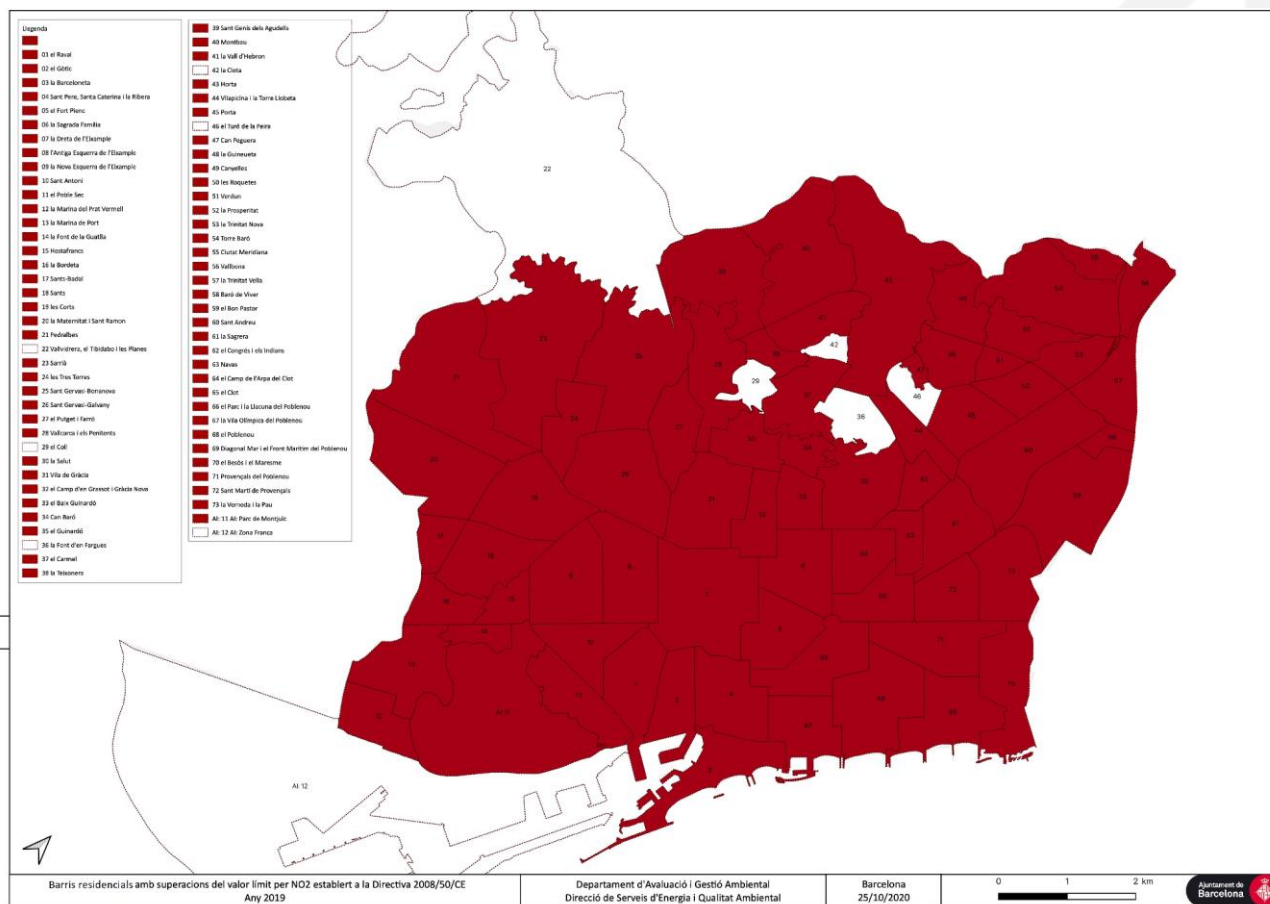 Llegenda
01 el Raval
02 el Gòtic
03 la Barceloneta
04 Sant Pere, Santa Caterina i la Ribera
05 el Fort Pienc
06 la Sagrada Família
07 la Dreta de l'Eixample
08 l'Antiga Esquerra de l'Eixample
09 la Nova Esquerra de l'Eixample
10 Sant Antoni
11 el Poble Sec
12 la Marina del Prat Vermell
13 la Marina de Port
14 la Font de la Guatlla
15 Hostafrancs
16 la Bordeta
17 Sants-Badal
18 Sants
19 les Corts
20 la Maternitat i Sant Ramon
21 Pedralbes
22 Vallvidrera, el Tibidabo i les Planes
23 Sarrià
24 les Tres Torres
25 Sant Gervasi-Bonanova
26 Sant Gervasi-Galvany
27 el Putget i Farró
28 Vallcarca i els Penitents
29 el Coll
30 la Salut
31 Vila de Gràcia
32 el Camp d'en Grassot i Gràcia Nova
33 el Baix Guinardó
34 Can Baró
35 el Guinardó
36 la Font d'en Fargues
37 el Carmel
38 la Teixonera
39 Sant Genís dels Agudells
40 Montbau
41 la Vall d'Hebron
42 la Clota
43 Horta
44 Vilapicina i la Torre Llobeta
45 Porta
46 el Turó de la Peira
47 Can Peguera
48 la Guineueta
49 Canyelles
50 les Roquetes
51 Verdun
52 la Prosperitat
53 la Trinitat Nova
54 Torre Baró
55 Ciutat Meridiana
56 Vallbona
57 la Trinitat Vella
58 Baró de Viver
59 el Bon Pastor
60 Sant Andreu
61 la Sagrera
62 el Congrés i els Indians
63 Navas
64 el Camp de l'Arpa del Clot
65 el Clot
66 el Parc i la Llacuna del Poblenou
67 la Vila Olímpica del Poblenou
68 el Poblenou
69 Diagonal Mar i el Front Marítim del Poblenou
70 el Besòs i el Maresme
71 Provençals del Poblenou
72 Sant Martí de Provençals
73 la Verneda i la Pau
AI: 11 AI: Parc de Montjuïc
AI: 12 AI: Zona Franca
22
42
29
46
36
AI: 12
Barris residencials amb superacions del valor límit per NO2 establert a la Directiva 2008/50/CE
Any 2019
Departament d'Avaluació i Gestió Ambiental
Direcció de Serveis d'Energia i Qualitat Ambiental
Barcelona
25/10/2020
0 1 2 km
Ajuntament de
Barcelona